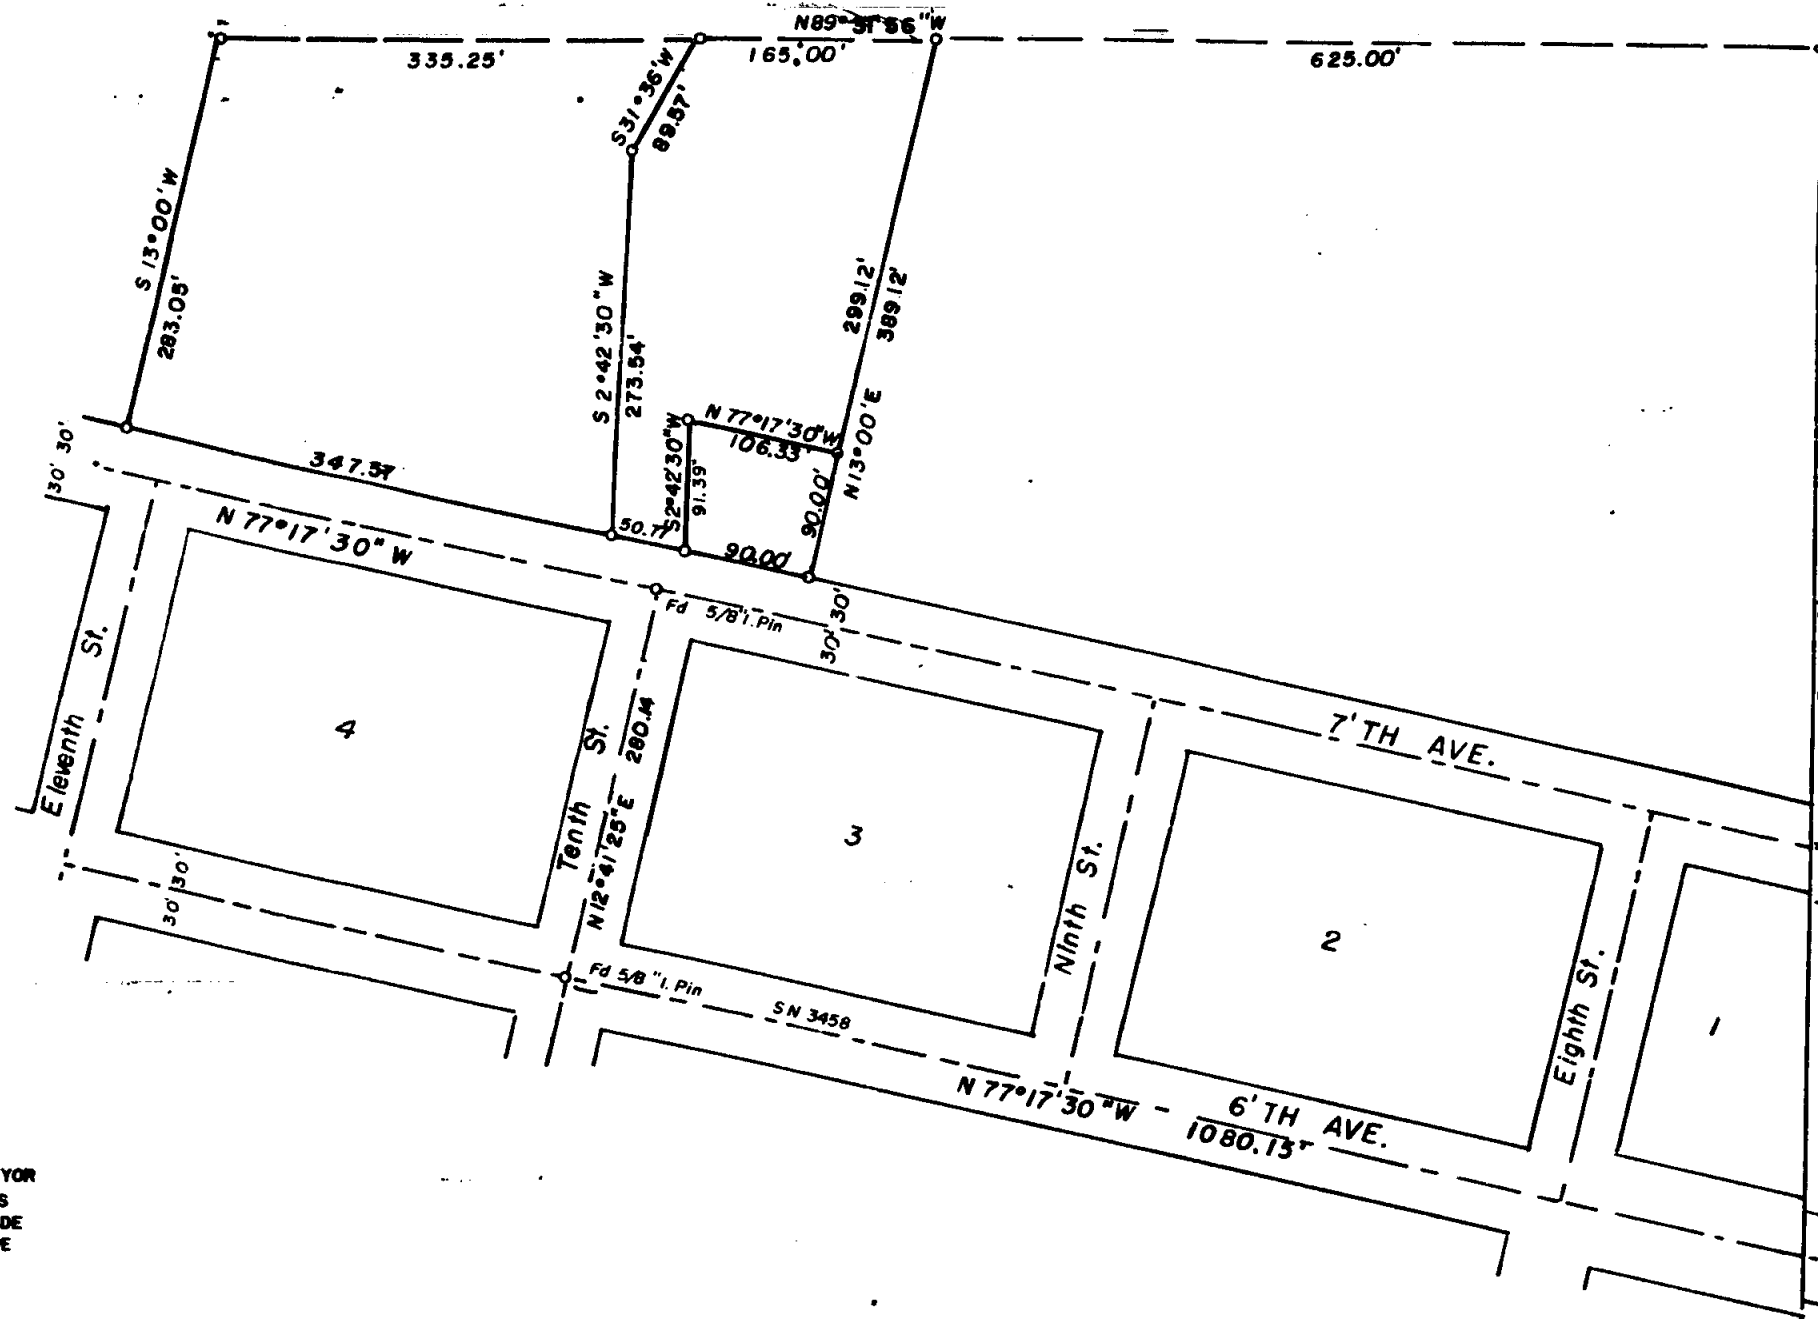 N89°51'56"W
335.25'
165.00'
625.00'
S31°36'W
89.57'
S 13°00'W
283.05'
S 2°42'30"W
273.54'
299.12'
389.12'
N13°00'E
N 77°17'30"W
106.33'
S2°42'30"W
91.39'
90.00'
50.77
90.00'
347.57
30' 30'
N 77°17'30" W
Fd 5/8" I. Pin
30' 30'
7'TH AVE.
Eleventh St.
4
Tenth St.
N12°41'25"E 280.14
3
Ninth St.
2
Eighth St.
1
30' 30'
Fd 5/8" I. Pin
SN 3458
N 77°17'30"W -
6'TH AVE.
1080.15'
YOR
S
DE
E